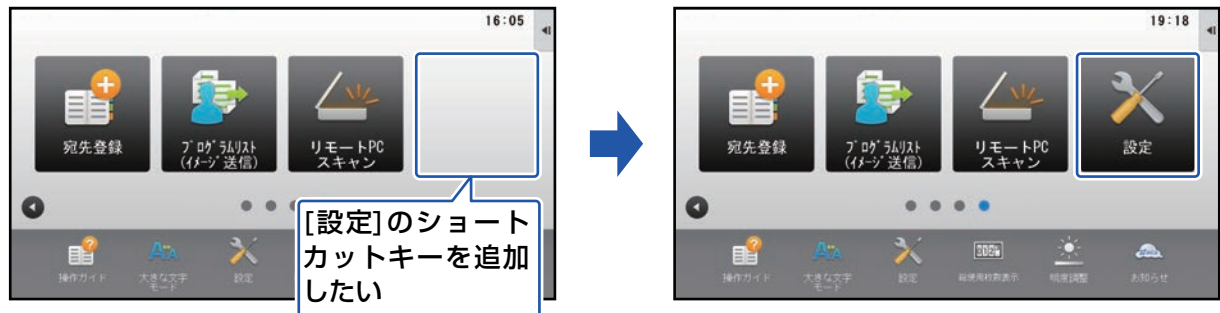 16:05
宛先登録
プログラムリスト
(イメージ送信)
リモートPC
スキャン
[設定]のショート
カットキーを追加
したい
操作ガイド
大きな文字
モード
設定
19:18
宛先登録
プログラムリスト
(イメージ送信)
リモートPC
スキャン
設定
操作ガイド
大きな文字
モード
設定
総使用枚数表示
明度調整
お知らせ